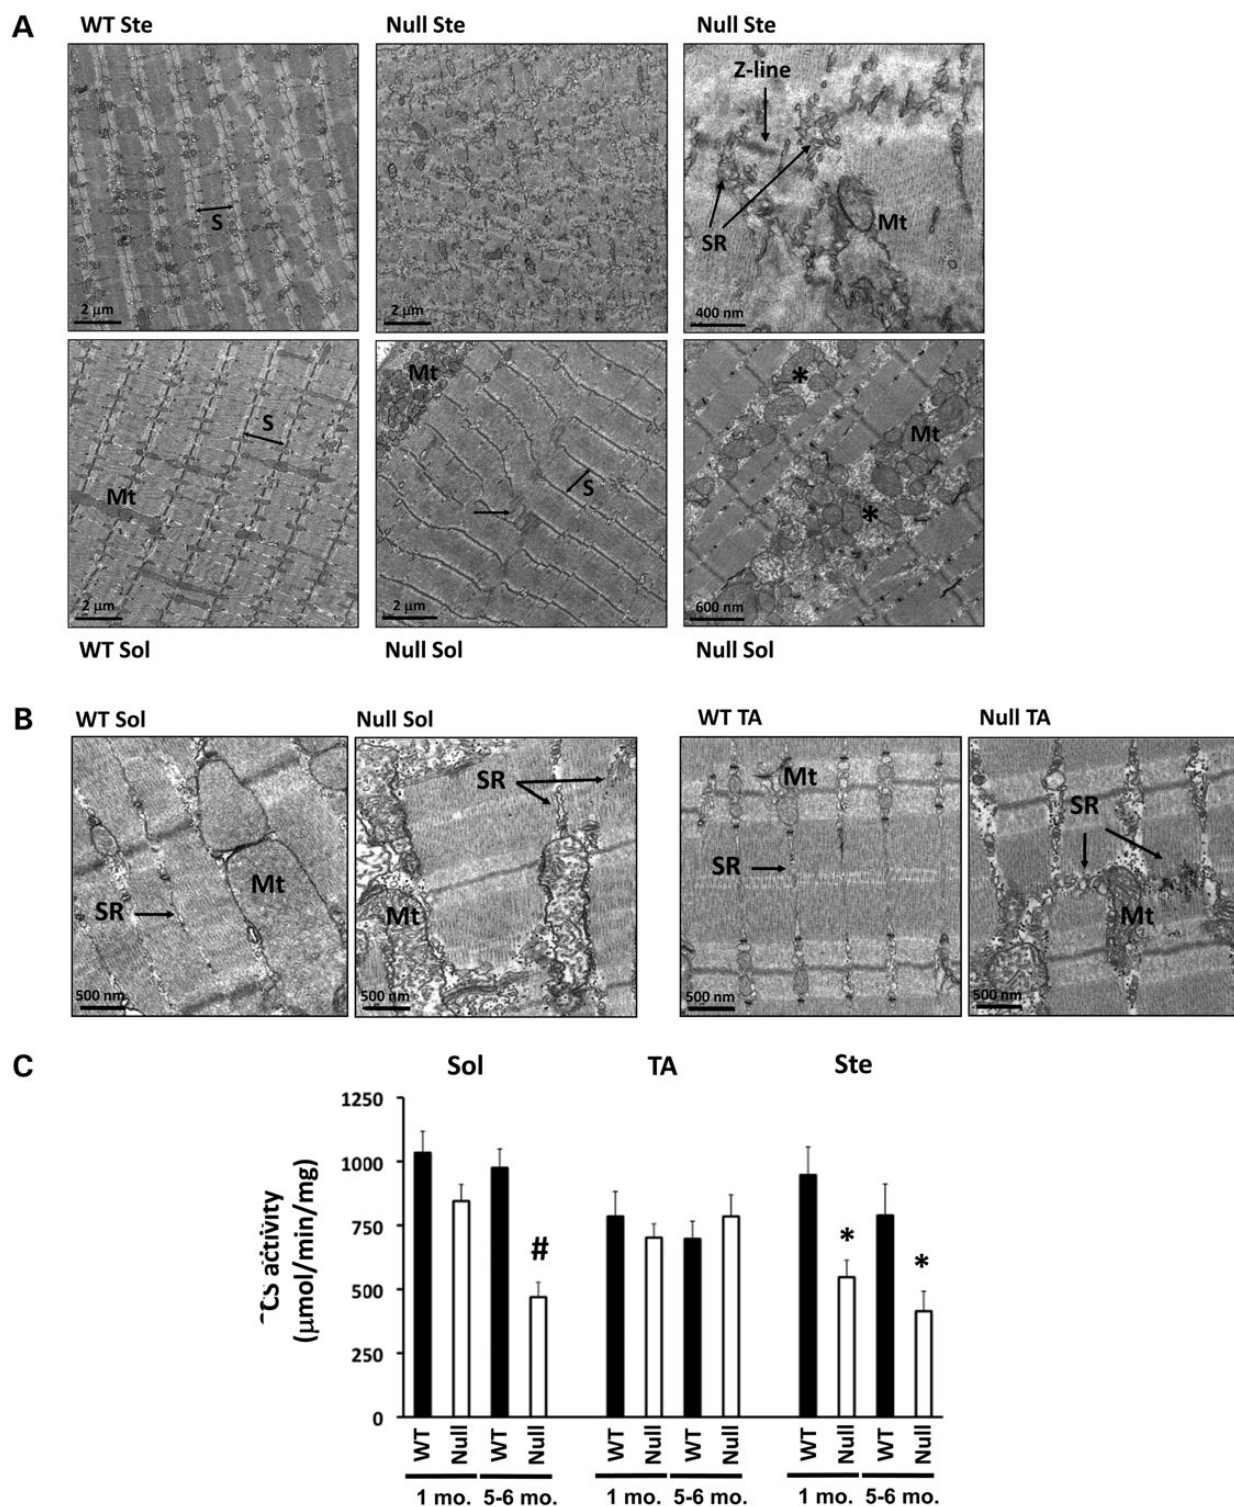 A
WT Ste
Null Ste
Null Ste
S
2 µm
2 µm
Z-line
SR
Mt
400 nm
S
Mt
2 µm
Mt
S
2 µm
*
Mt
*
600 nm
WT Sol
Null Sol
Null Sol
B
WT Sol
Null Sol
WT TA
Null TA
SR
Mt
500 nm
SR
Mt
500 nm
Mt
SR
500 nm
SR
Mt
500 nm
C
Sol
TA
Ste
CS activity
(µmol/min/mg)
1250
1000
750
500
250
0
#
*
*
WT
Null
WT
Null
WT
Null
WT
Null
WT
Null
WT
Null
1 mo.
5-6 mo.
1 mo.
5-6 mo.
1 mo.
5-6 mo.